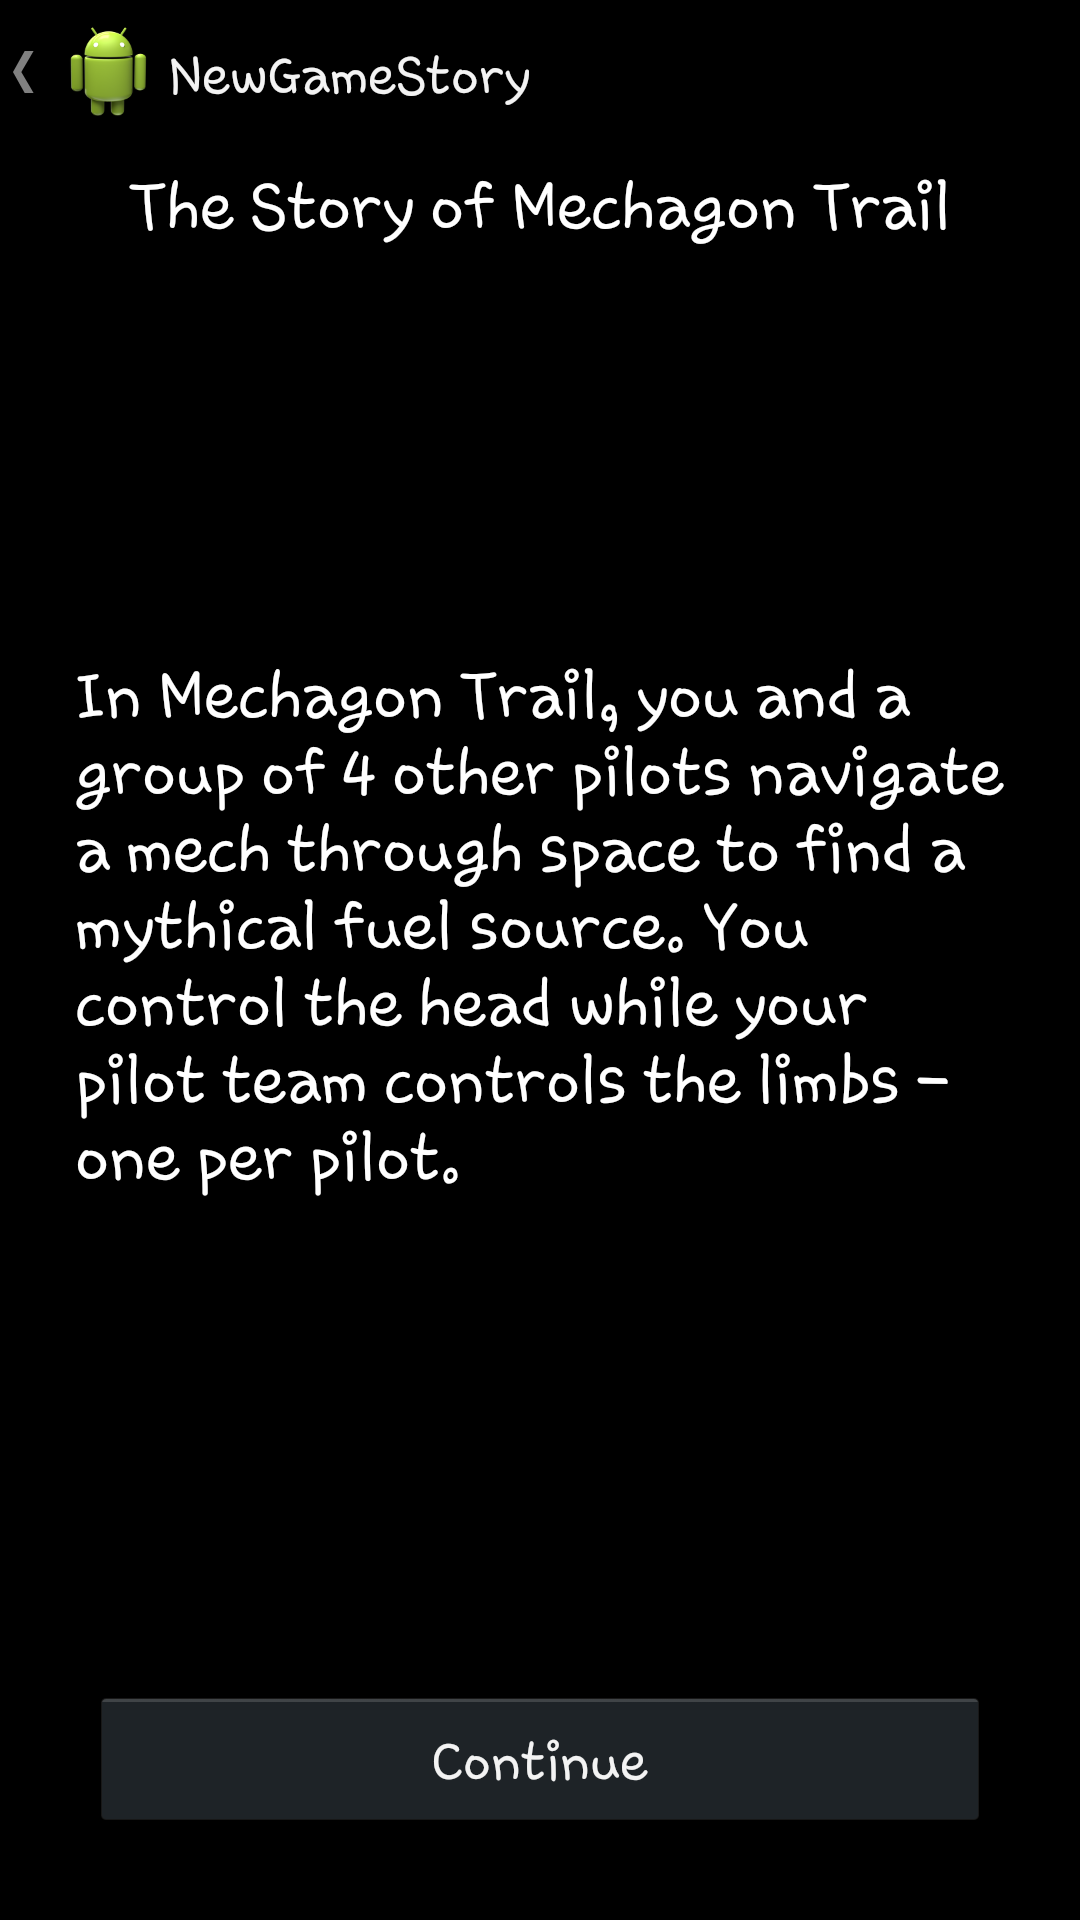 NewGameStory
The Story of Mechagon Trail
In Mechagon Trail, you and a
group of 4 other pilots navigate
a mech through space to find a
mythical fuel source. You
control the head while your
pilot team controls the limbs -
one per pilot.
Continue